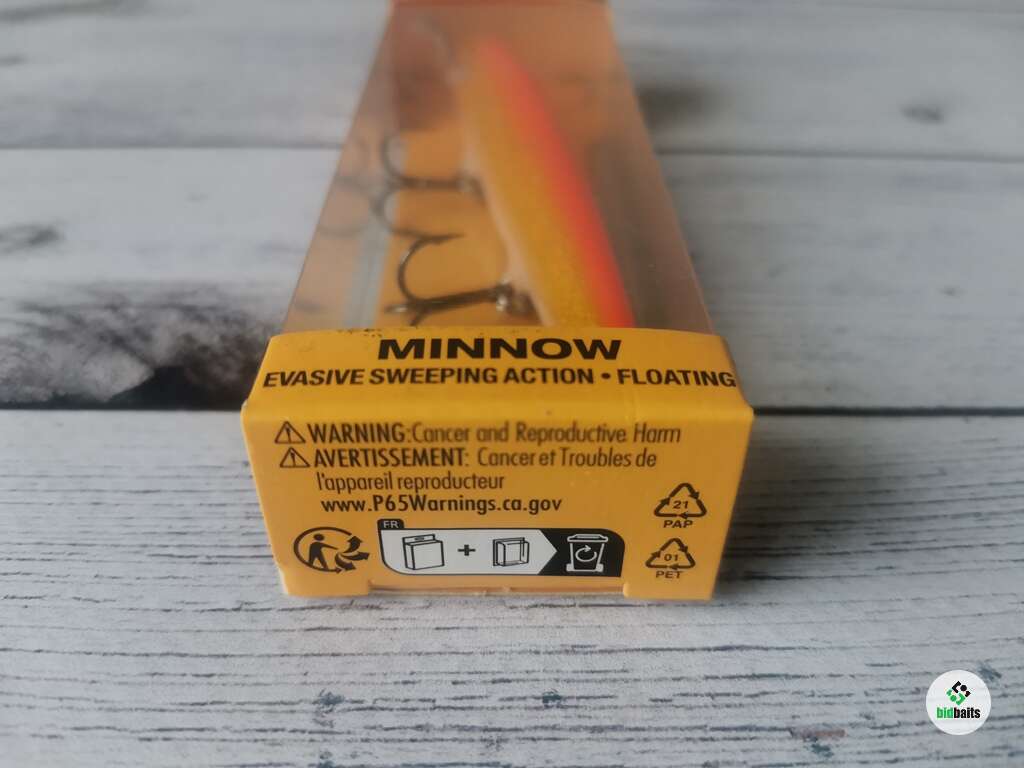 MINNOW
EVASIVE SWEEPING ACTION • FLOATING
WARNING: Cancer and Reproductive Harm
AVERTISSEMENT: Cancer et Troubles de
l'appareil reproducteur
www.P65Warnings.ca.gov
21
PAP
FR
01
PET
bidbaits